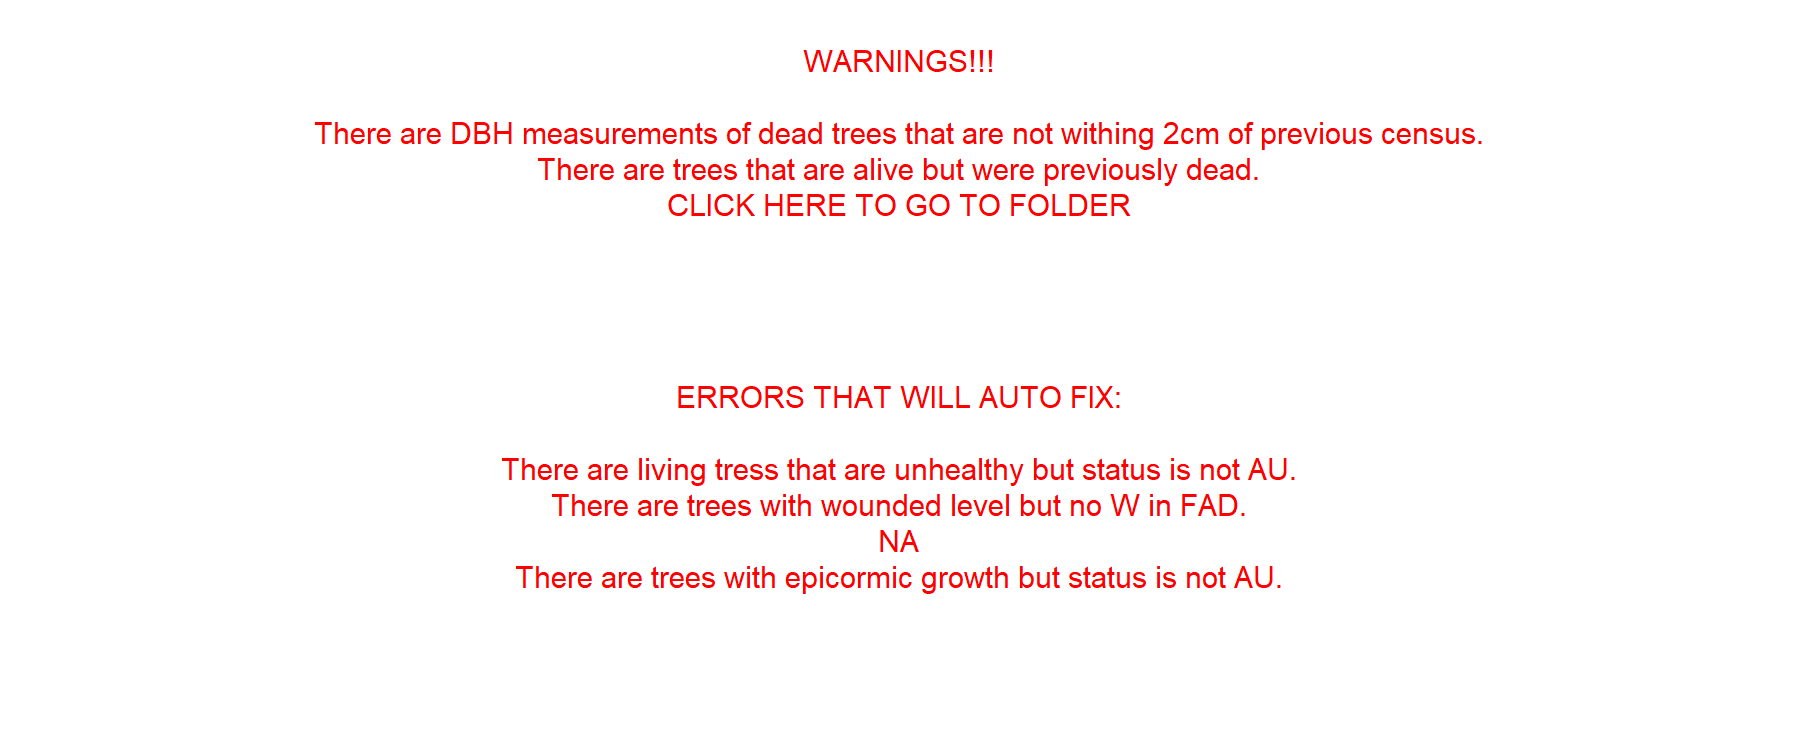 WARNINGS!!!
There are DBH measurements of dead trees that are not withing 2cm of previous census.
There are trees that are alive but were previously dead.
CLICK HERE TO GO TO FOLDER
ERRORS THAT WILL AUTO FIX:
There are living tress that are unhealthy but status is not AU.
There are trees with wounded level but no W in FAD.
NA
There are trees with epicormic growth but status is not AU.